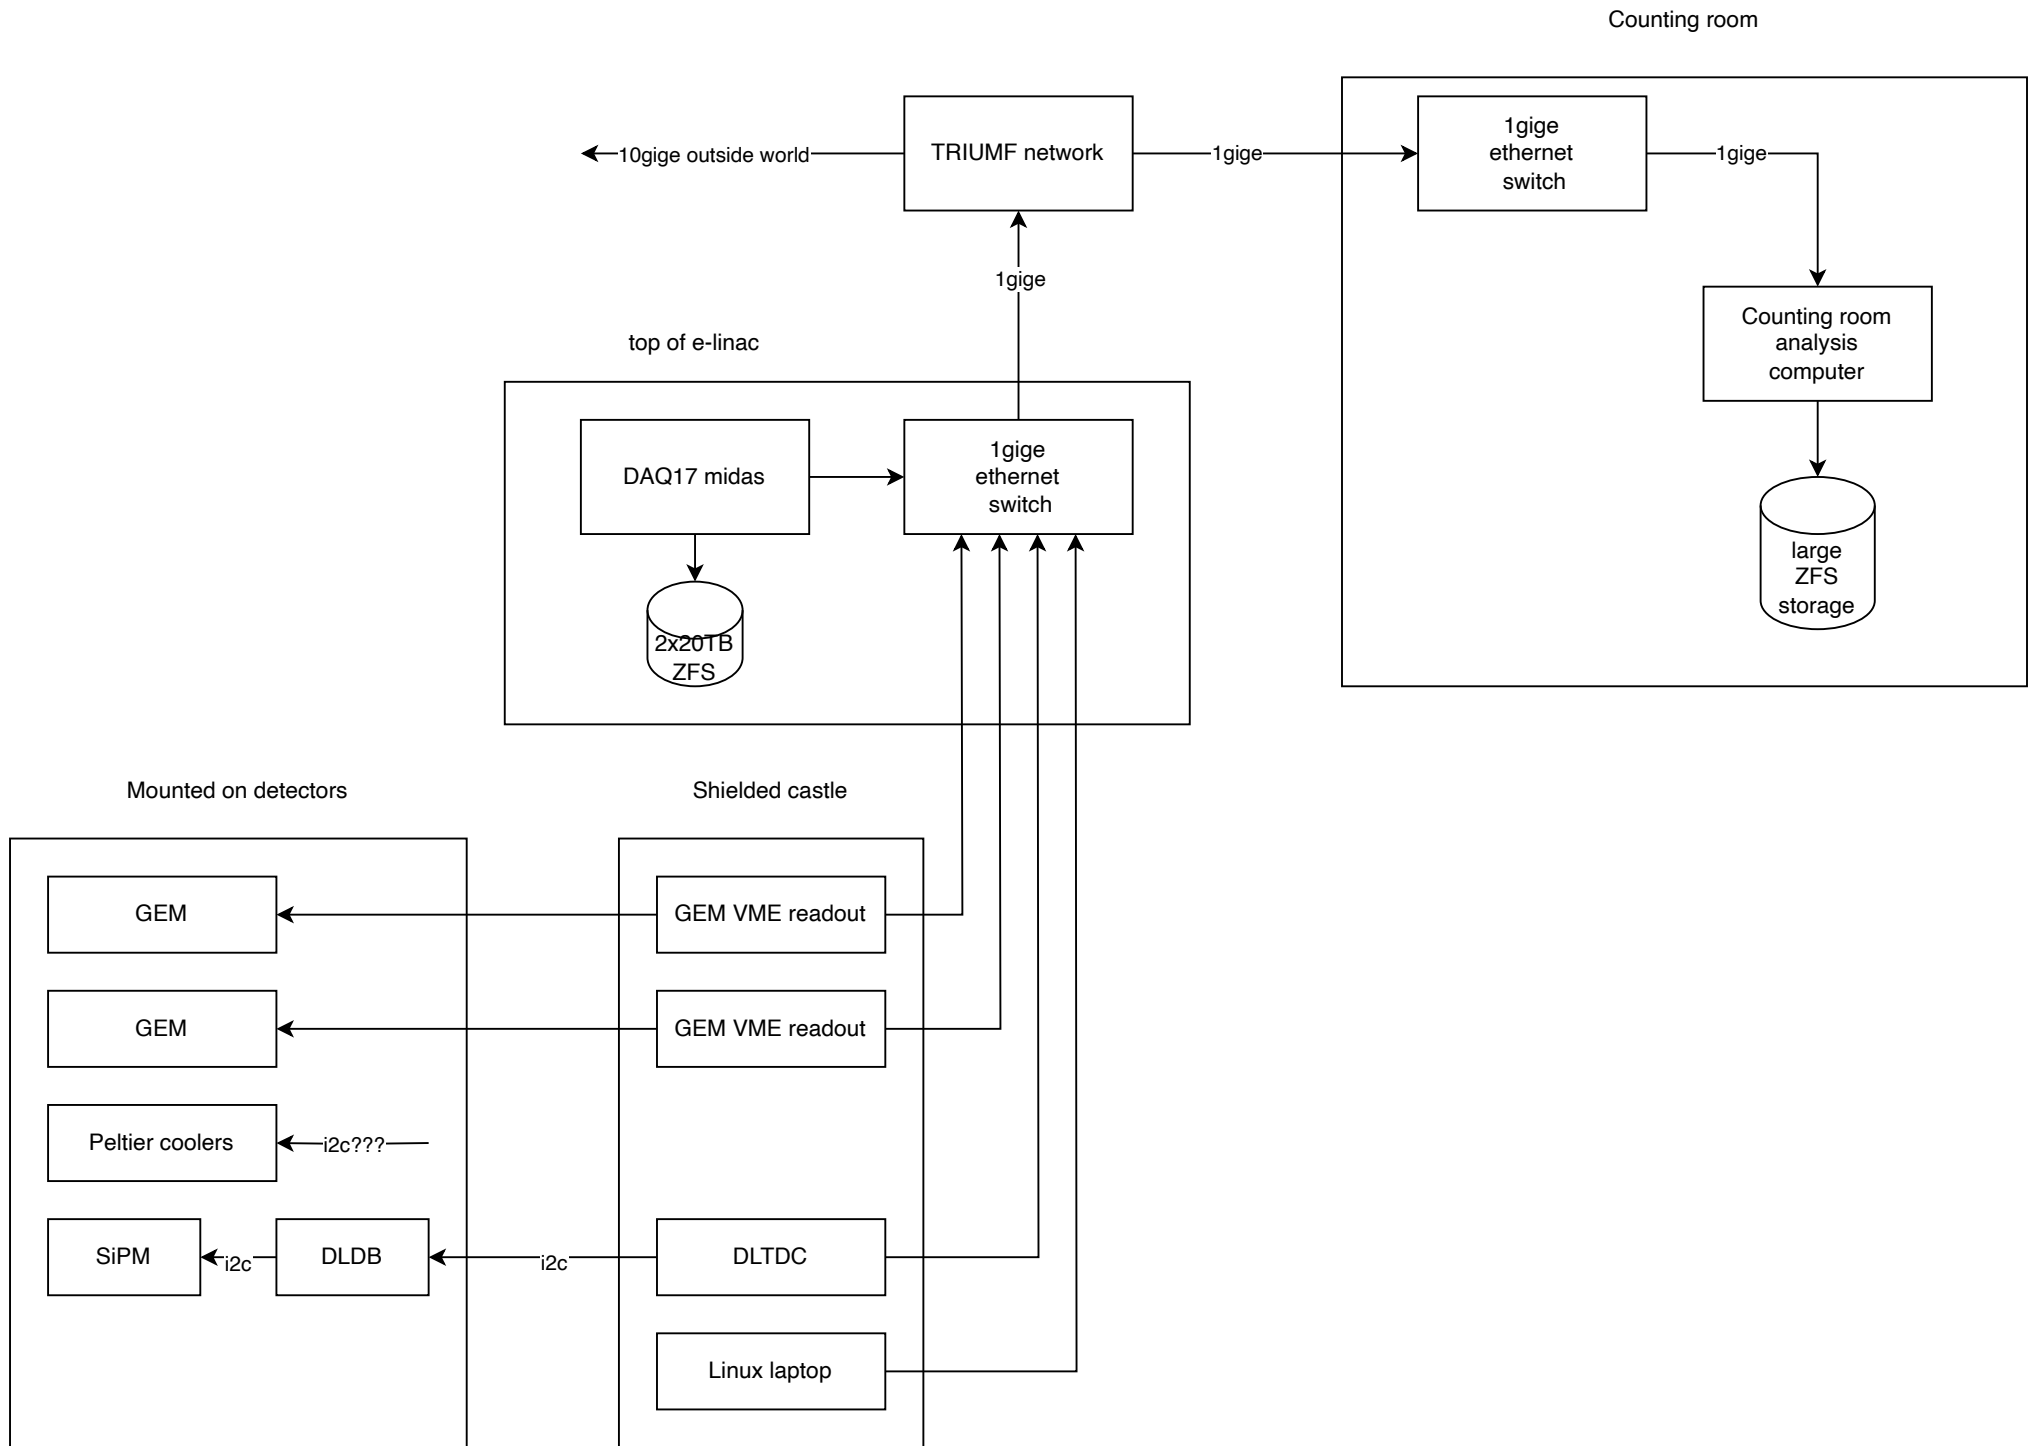 Counting room
10gige outside world
TRIUMF network
1gige
1gige
ethernet
switch
1gige
1gige
Counting room
analysis
computer
large
ZFS
storage
top of e-linac
DAQ17 midas
1gige
ethernet
switch
2x20TB
ZFS
Mounted on detectors
Shielded castle
GEM
GEM VME readout
GEM
GEM VME readout
Peltier coolers
i2c???
SiPM
i2c
DLDB
i2c
DLTDC
Linux laptop